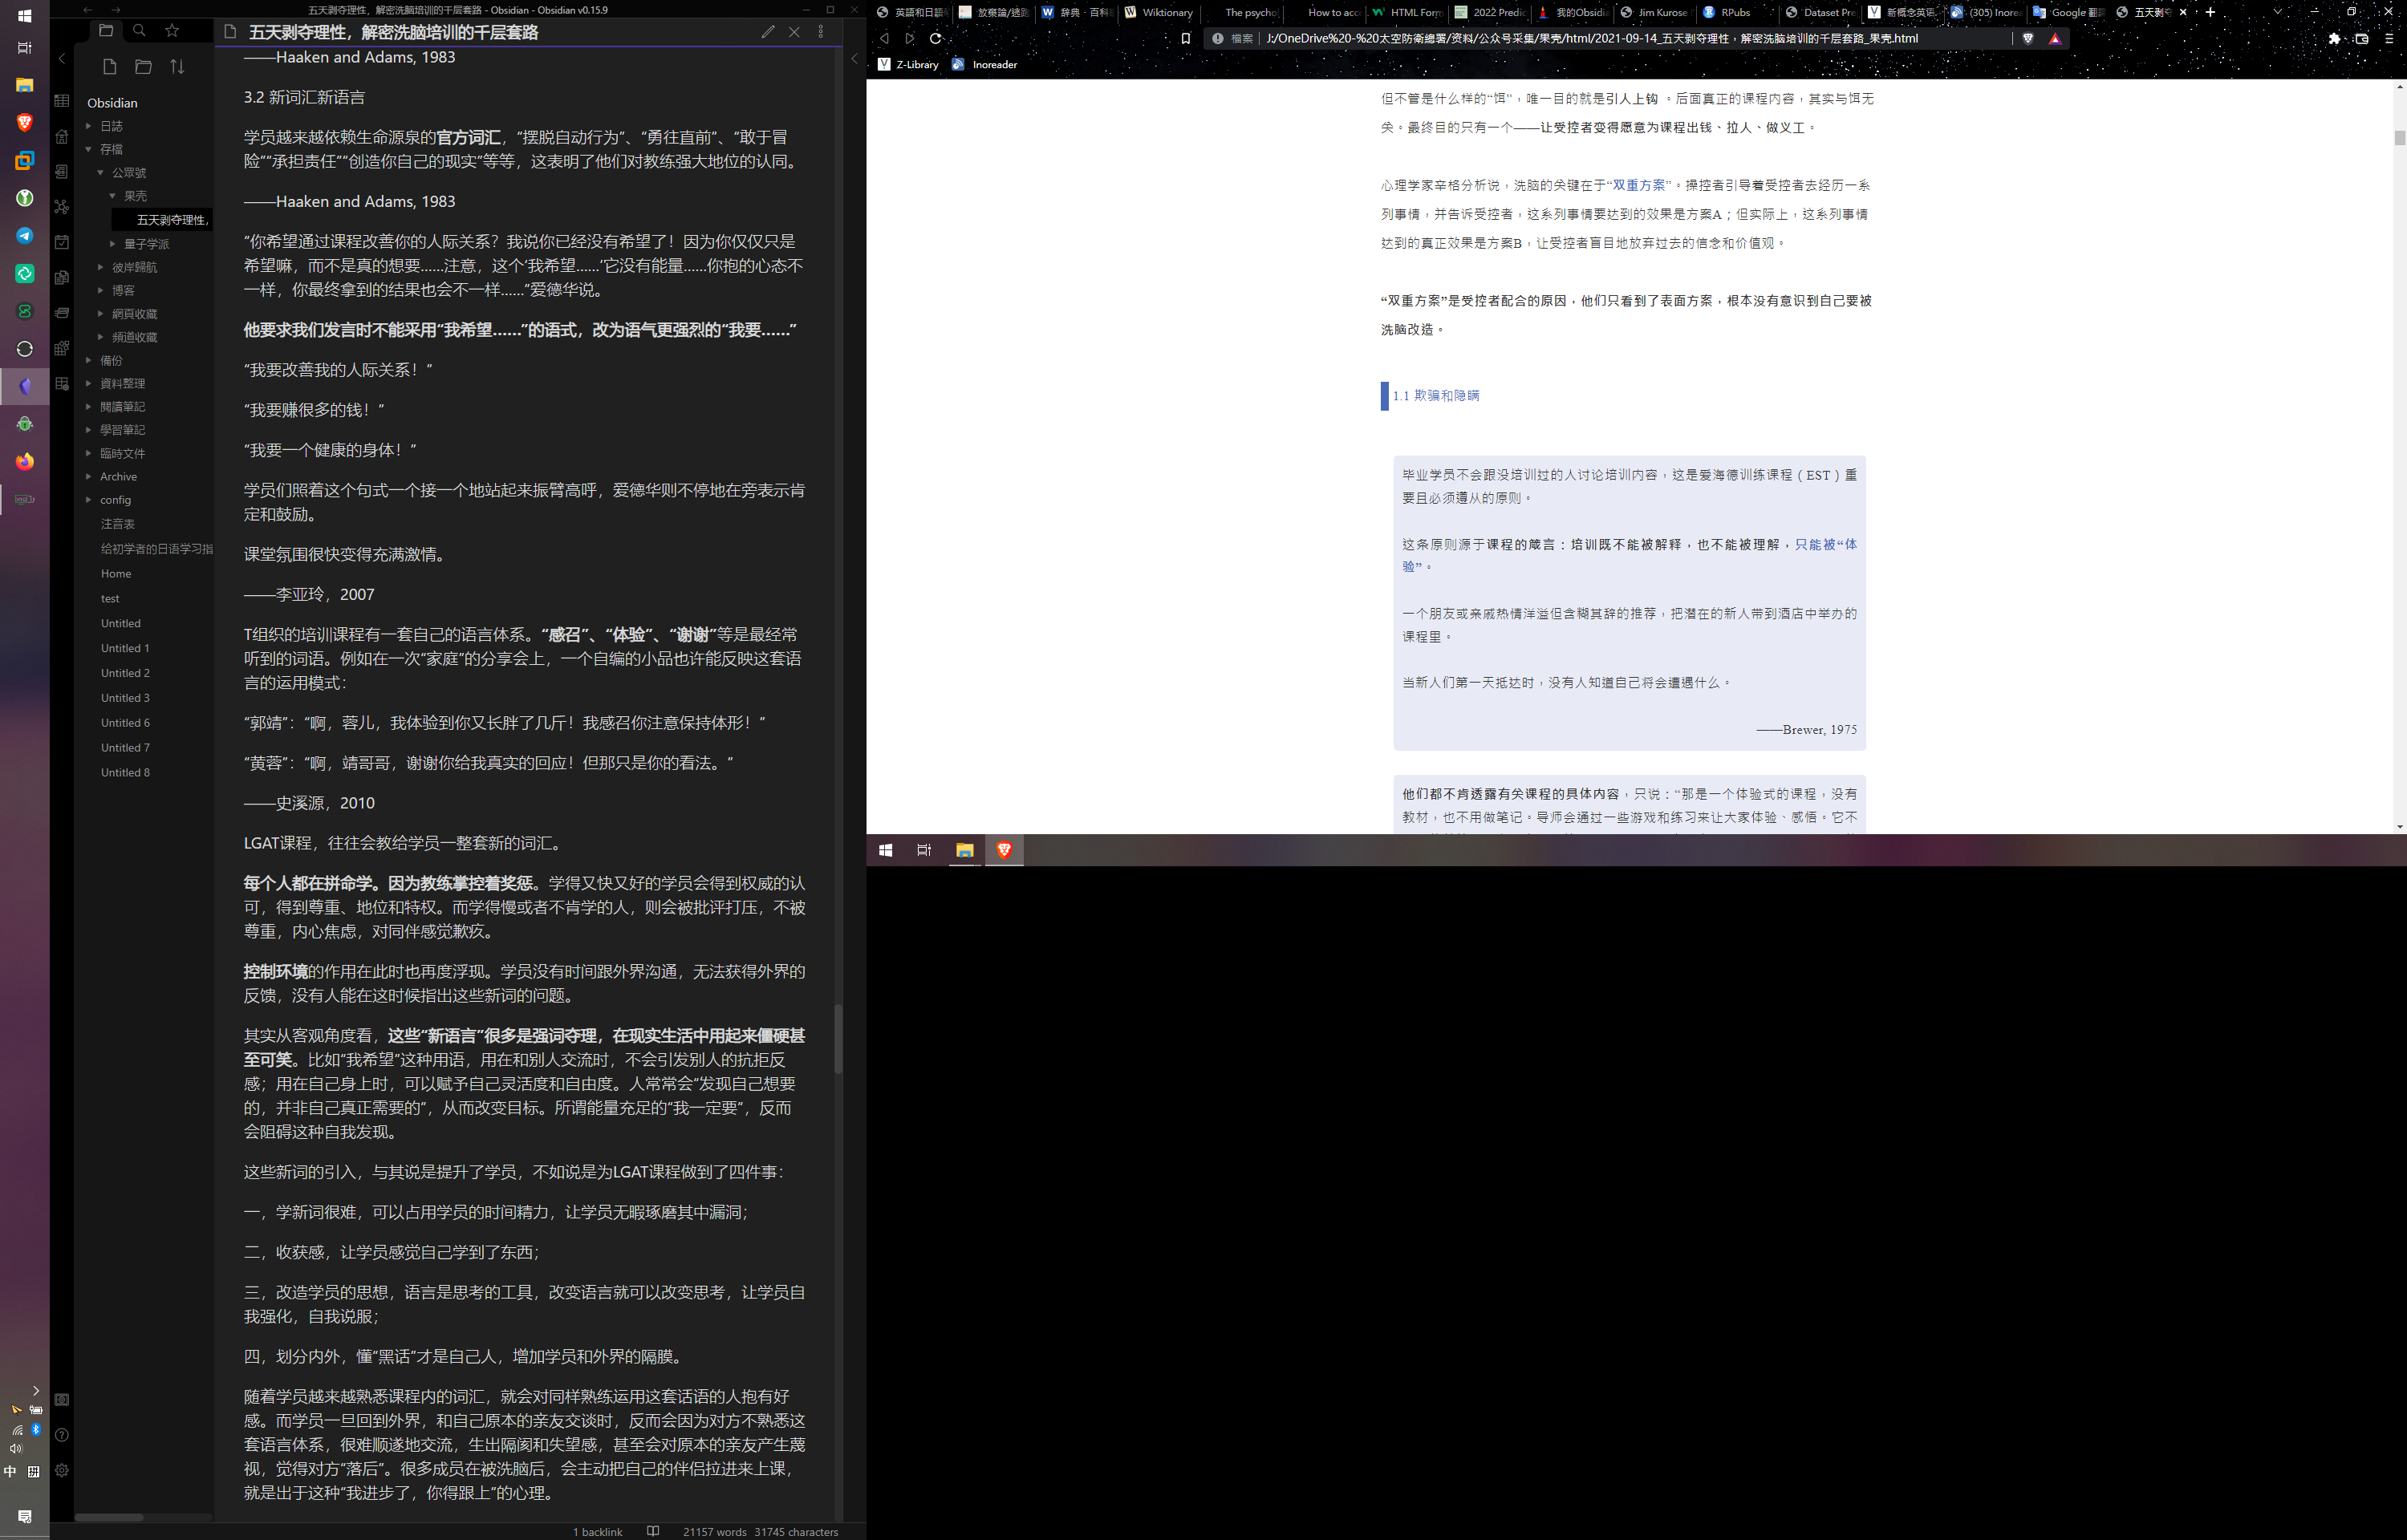 五天剥夺理性，解密洗脑培训的千层套路 - Obsidian - Obsidian v0.15.9
五天剥夺理性，解密洗脑培训的千层套路
Obsidian
日誌
存檔
公眾號
果壳
五天剥夺理性，
量子学派
彼岸歸航
博客
網頁收藏
頻道收藏
備份
資料整理
閱讀筆記
學習筆記
臨時文件
Archive
config
注音表
给初学者的日语学习指
Home
test
Untitled
Untitled 1
Untitled 2
Untitled 3
Untitled 6
Untitled 7
Untitled 8
——Haaken and Adams, 1983
3.2 新词汇新语言
学员越来越依赖生命源泉的官方词汇，“摆脱自动行为”、“勇往直前”、“敢于冒
险”“承担责任”“创造你自己的现实”等等，这表明了他们对教练强大地位的认同。
——Haaken and Adams, 1983
“你希望通过课程改善你的人际关系？我说你已经没有希望了！因为你仅仅只是
希望嘛，而不是真的想要……注意，这个‘我希望……‘它没有能量……你抱的心态不
一样，你最终拿到的结果也会不一样……”爱德华说。
他要求我们发言时不能采用“我希望……”的语式，改为语气更强烈的“我要……”
“我要改善我的人际关系！”
“我要赚很多的钱！”
“我要一个健康的身体！”
学员们照着这个句式一个接一个地站起来振臂高呼，爱德华则不停地在旁表示肯
定和鼓励。
课堂氛围很快变得充满激情。
——李亚玲，2007
T组织的培训课程有一套自己的语言体系。“感召”、“体验”、“谢谢”等是最经常
听到的词语。例如在一次“家庭”的分享会上，一个自编的小品也许能反映这套语
言的运用模式：
“郭靖”：“啊，蓉儿，我体验到你又长胖了几斤！我感召你注意保持体形！”
“黄蓉”：“啊，靖哥哥，谢谢你给我真实的回应！但那只是你的看法。”
——史溪源，2010
LGAT课程，往往会教给学员一整套新的词汇。
每个人都在拼命学。因为教练掌控着奖惩。学得又快又好的学员会得到权威的认
可，得到尊重、地位和特权。而学得慢或者不肯学的人，则会被批评打压，不被
尊重，内心焦虑，对同伴感觉歉疚。
控制环境的作用在此时也再度浮现。学员没有时间跟外界沟通，无法获得外界的
反馈，没有人能在这时候指出这些新词的问题。
其实从客观角度看，这些“新语言”很多是强词夺理，在现实生活中用起来僵硬甚
至可笑。比如“我希望”这种用语，用在和别人交流时，不会引发别人的抗拒反
感；用在自己身上时，可以赋予自己灵活度和自由度。人常常会“发现自己想要
的，并非自己真正需要的”，从而改变目标。所谓能量充足的“我一定要”，反而
会阻碍这种自我发现。
这些新词的引入，与其说是提升了学员，不如说是为LGAT课程做到了四件事：
一，学新词很难，可以占用学员的时间精力，让学员无暇琢磨其中漏洞；
二，收获感，让学员感觉自己学到了东西；
三，改造学员的思想，语言是思考的工具，改变语言就可以改变思考，让学员自
我强化，自我说服；
四，划分内外，懂“黑话“才是自己人，增加学员和外界的隔膜。
随着学员越来越熟悉课程内的词汇，就会对同样熟练运用这套话语的人抱有好
感。而学员一旦回到外界，和自己原本的亲友交谈时，反而会因为对方不熟悉这
套语言体系，很难顺遂地交流，生出隔阂和失望感，甚至会对原本的亲友产生蔑
视，觉得对方“落后”。很多成员在被洗脑后，会主动把自己的伴侣拉进来上课，
就是出于这种“我进步了，你得跟上”的心理。
1 backlink 21157 words 31745 characters
中 拼
英語和日語 放棄論/逃跑 辞典 · 百科 Wiktionary The psycho How to acc HTML Form 2022 Predic 我的Obsidia Jim Kurose RPubs Dataset Pre 新概念英语 (305) Inorea Google 翻 五天剥夺
檔案 J:/OneDrive%20-%20太空防衛總署/资料/公众号采集/果壳/html/2021-09-14_五天剥夺理性，解密洗脑培训的千层套路_果壳.html
Z-Library Inoreader
但不管是什么样的“饵”，唯一目的就是引人上钩 。后面真正的课程内容，其实与饵无
关。最终目的只有一个——让受控者变得愿意为课程出钱、拉人、做义工。
心理学家辛格分析说，洗脑的关键在于“双重方案”。操控者引导着受控者去经历一系
列事情，并告诉受控者，这系列事情要达到的效果是方案A；但实际上，这系列事情
达到的真正效果是方案B，让受控者盲目地放弃过去的信念和价值观。
“双重方案”是受控者配合的原因，他们只看到了表面方案，根本没有意识到自己要被
洗脑改造。
1.1 欺骗和隐瞒
毕业学员不会跟没培训过的人讨论培训内容，这是爱海德训练课程（EST）重
要且必须遵从的原则。
这条原则源于课程的箴言：培训既不能被解释，也不能被理解，只能被“体
验”。
一个朋友或亲戚热情洋溢但含糊其辞的推荐，把潜在的新人带到酒店中举办的
课程里。
当新人们第一天抵达时，没有人知道自己将会遭遇什么。
——Brewer, 1975
他们都不肯透露有关课程的具体内容，只说：“那是一个体验式的课程，没有
教材，也不用做笔记。导师会通过一些游戏和练习来让大家体验、感悟。它不